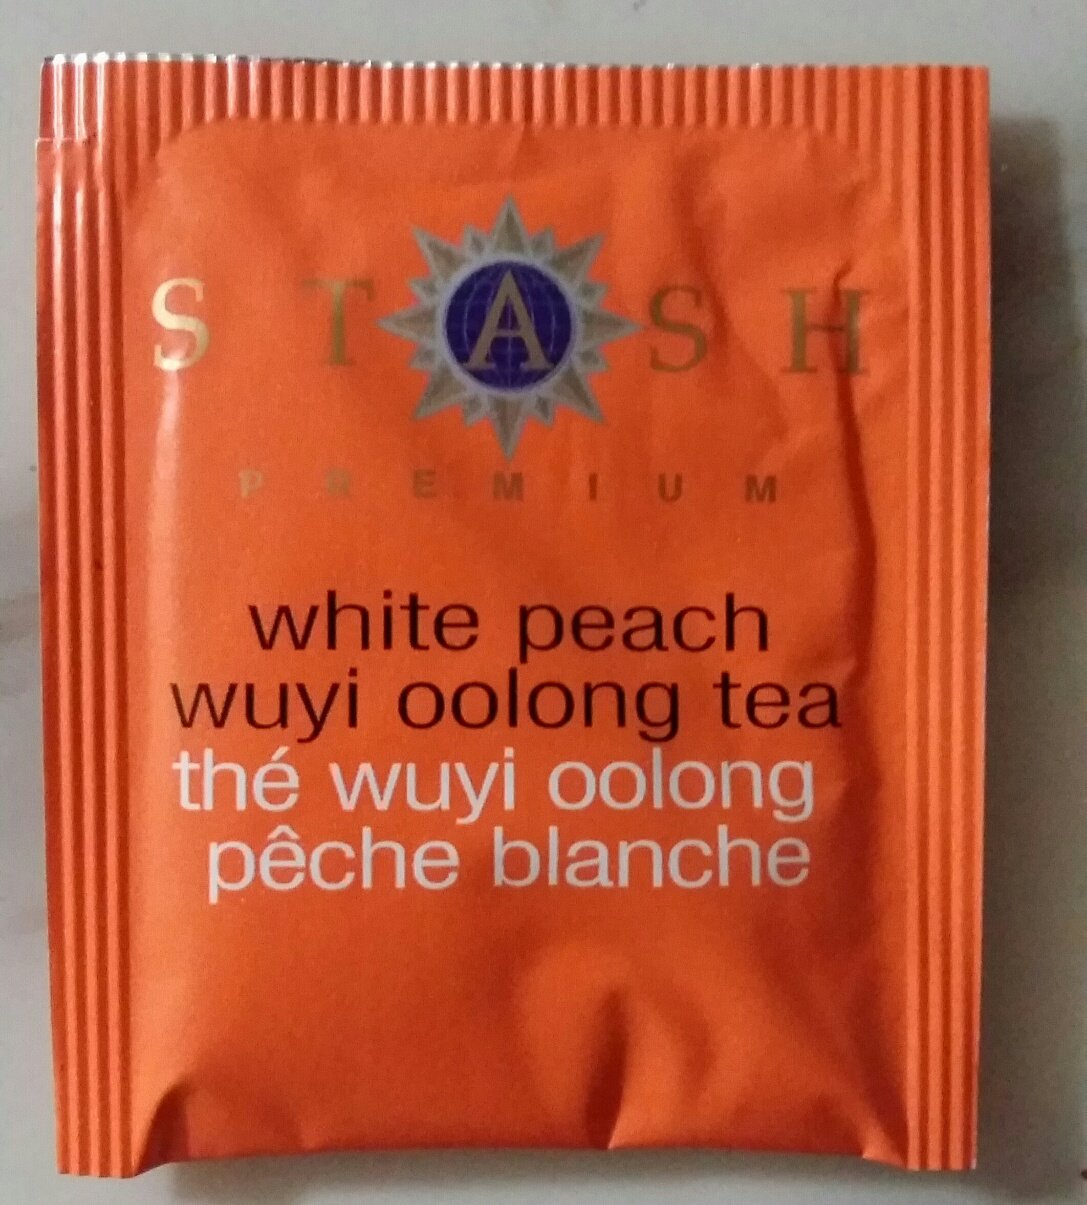 STASH
PREMIUM
white peach
wuyi oolong tea
thé wuyi oolong
pêche blanche